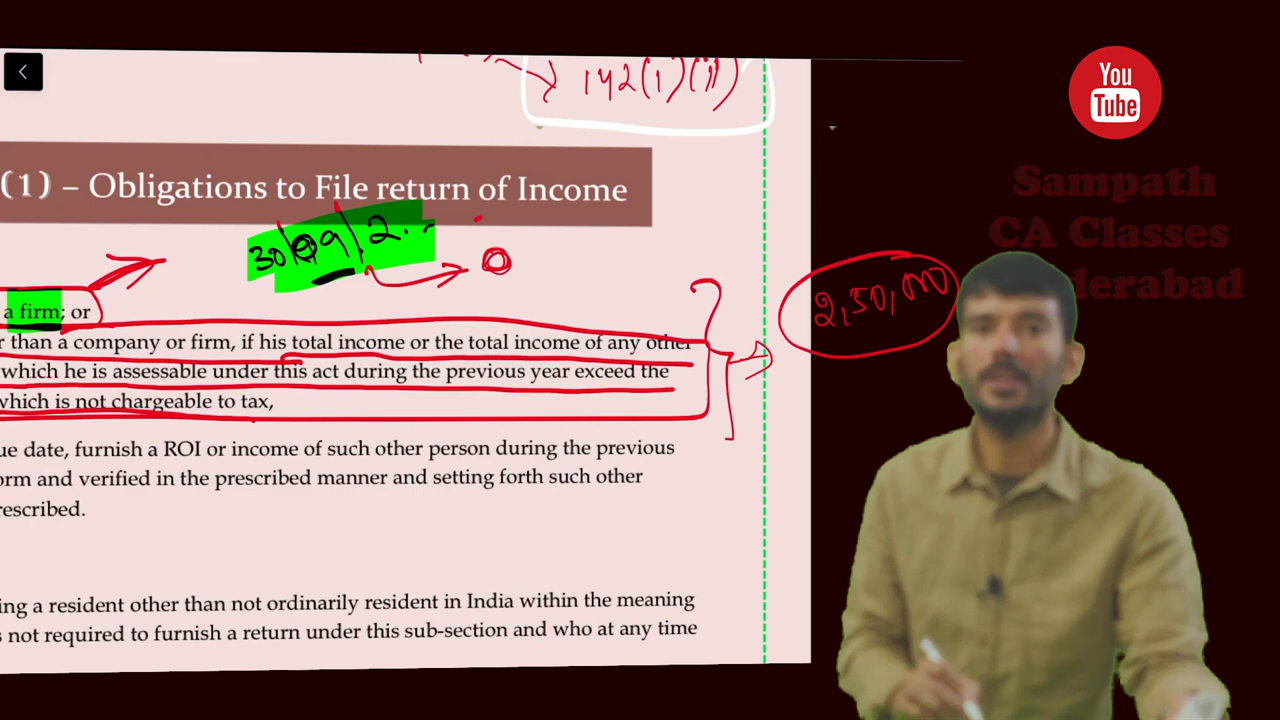 142(1)(i)
You
Tube
Sampath
CA Classes
derabad
(1) – Obligations to File return of Income
30|09|2..
0
2,50,000
a firm; or
r than a company or firm, if his total income or the total income of any other
which he is assessable under this act during the previous year exceed the
which is not chargeable to tax,
ue date, furnish a ROI or income of such other person during the previous
orm and verified in the prescribed manner and setting forth such other
rescribed.
ing a resident other than not ordinarily resident in India within the meaning
s not required to furnish a return under this sub-section and who at any time